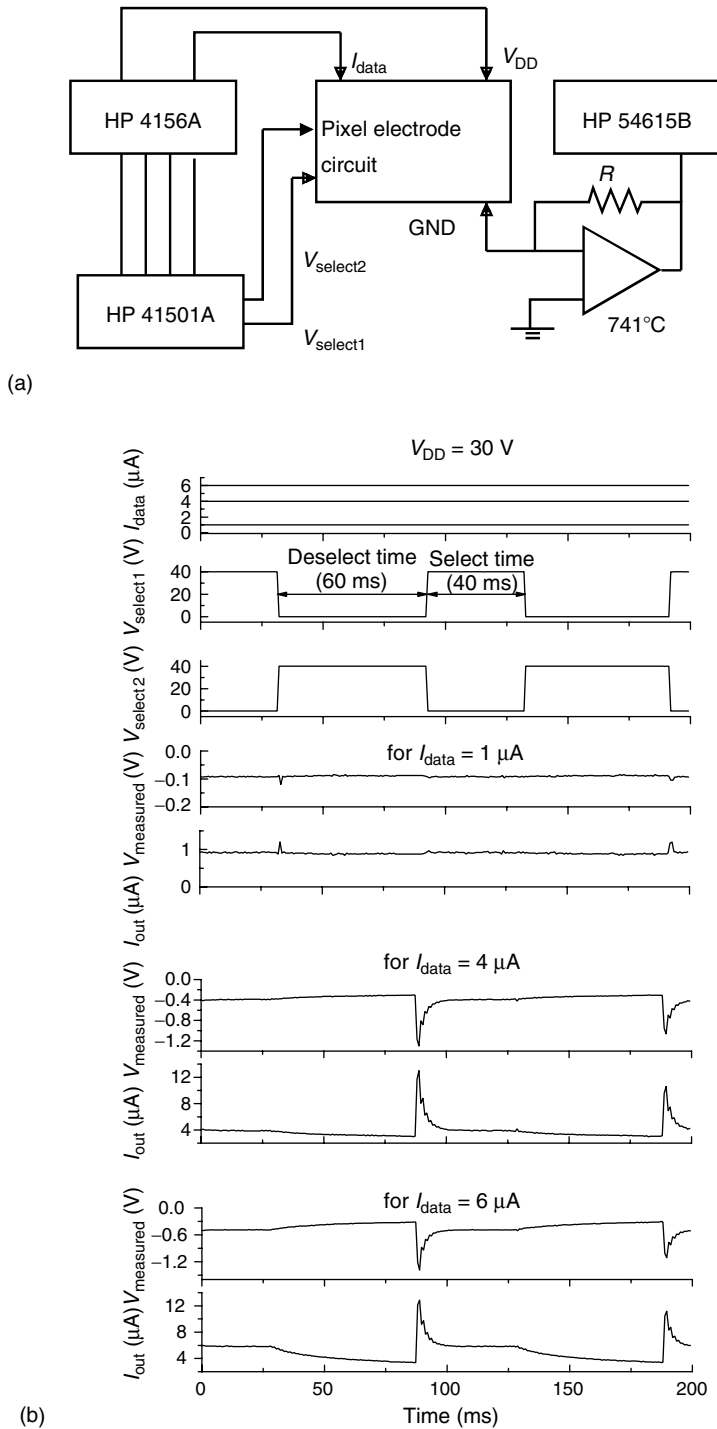 I_data
V_DD
HP 4156A
Pixel electrode
circuit
HP 54615B
R
GND
V_select2
HP 41501A
V_select1
741°C
(a)
V_DD = 30 V
I_data (μA)
6
4
2
0
V_select1 (V)
40
20
0
Deselect time
(60 ms)
Select time
(40 ms)
V_select2 (V)
40
20
0
for I_data = 1 μA
V_measured (V)
0.0
−0.1
−0.2
I_out (μA)
1
0
for I_data = 4 μA
V_measured (V)
0.0
−0.4
−0.8
−1.2
I_out (μA)
12
8
4
for I_data = 6 μA
V_measured (V)
0.0
−0.6
−1.2
I_out (μA)
12
8
4
0 50 100 150 200
Time (ms)
(b)